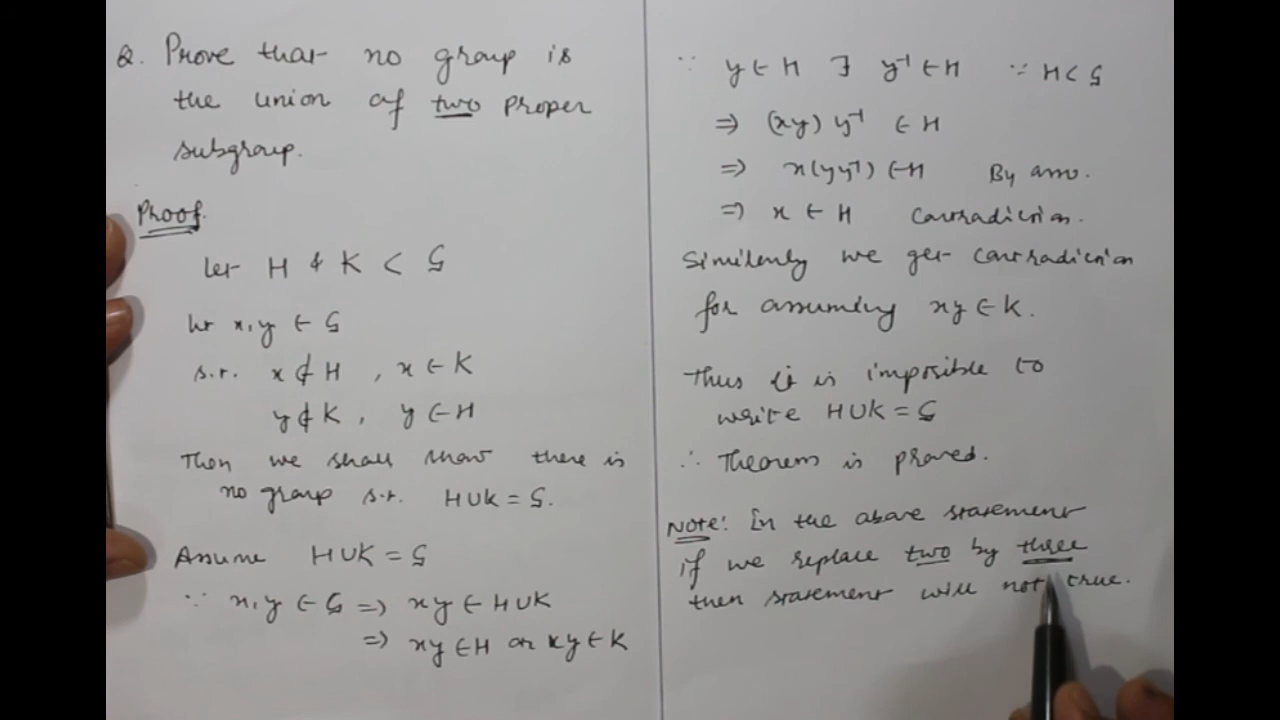 Q. Prove that no group is
the union of two proper
subgroup.
Proof.
Let H & K < G
let x, y ∈ G
s.t. x ∉ H , x ∈ K
y ∉ K , y ∈ H
Then we shall show there is
no group s.t. H∪K = G.
Assume H∪K = G
∵ x, y ∈ G ⇒ xy ∈ H∪K
⇒ xy ∈ H or xy ∈ K
∵ y ∈ H ∃ y⁻¹ ∈ H ∵ H < G
⇒ (xy) y⁻¹ ∈ H
⇒ x(yy⁻¹) ∈ H By asso.
⇒ x ∈ H Contradiction.
Similarly we get contradiction
for assuming xy ∈ K.
Thus it is imposible to
write H∪K = G
∴ Theorem is proved.
Note: In the above statement
if we replace two by three
then statement will not true.